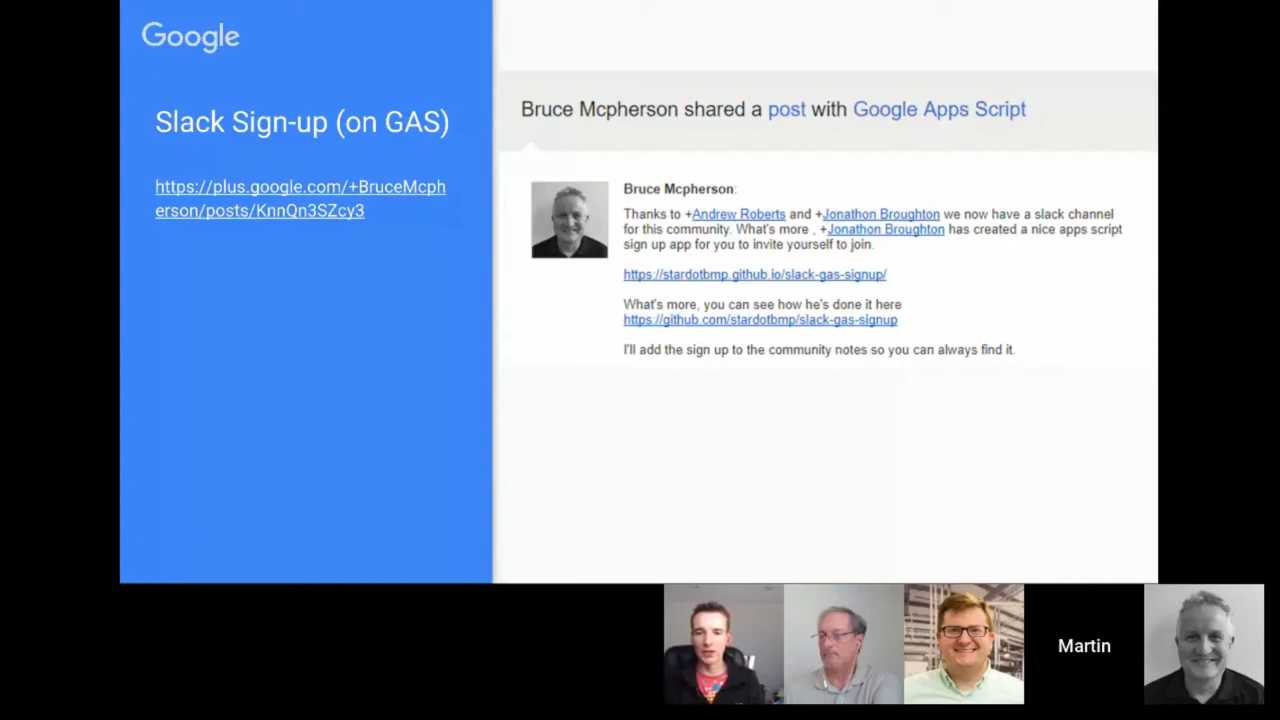 Google
Slack Sign-up (on GAS)
https://plus.google.com/+BruceMcph
erson/posts/KnnQn3SZcy3
Bruce Mcpherson shared a post with Google Apps Script
Bruce Mcpherson:
Thanks to +Andrew Roberts and +Jonathon Broughton we now have a slack channel
for this community. What's more , +Jonathon Broughton has created a nice apps script
sign up app for you to invite yourself to join.
https://stardotbmp.github.io/slack-gas-signup/
What's more, you can see how he's done it here
https://github.com/stardotbmp/slack-gas-signup
I'll add the sign up to the community notes so you can always find it.
Martin